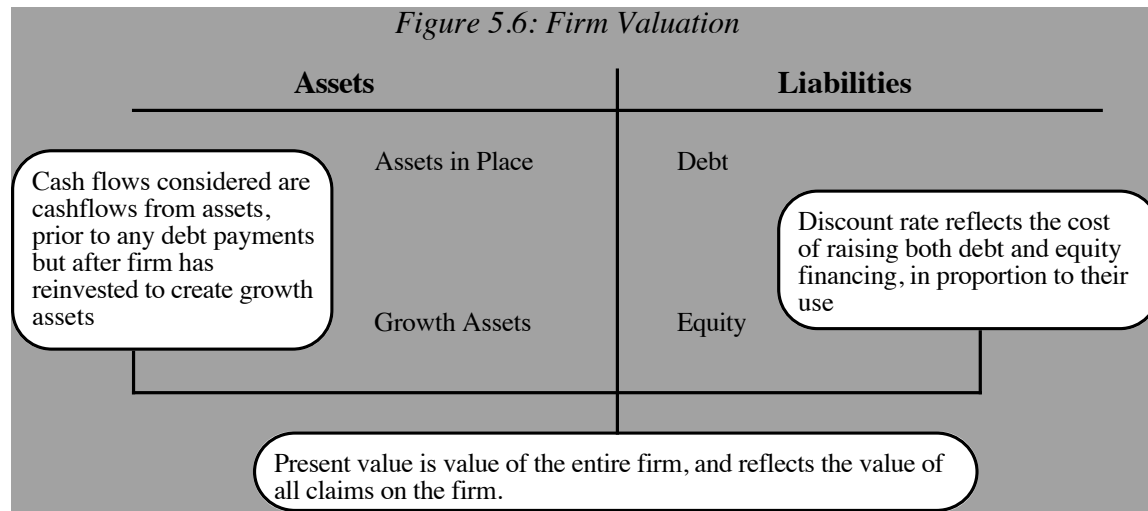 Figure 5.6: Firm Valuation
Assets
Liabilities
Assets in Place
Debt
Cash flows considered are
cashflows from assets,
prior to any debt payments
but after firm has
reinvested to create growth
assets
Discount rate reflects the cost
of raising both debt and equity
financing, in proportion to their
use
Growth Assets
Equity
Present value is value of the entire firm, and reflects the value of
all claims on the firm.